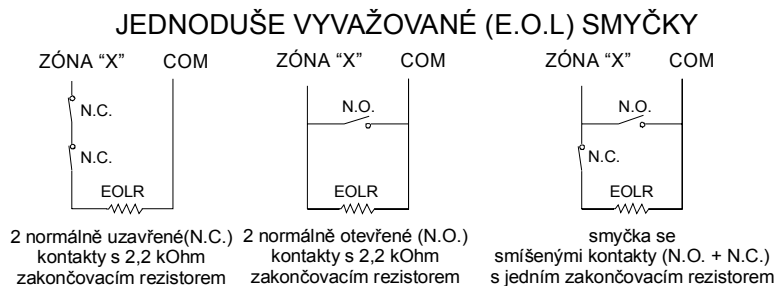 JEDNODUŠE VYVAŽOVANÉ (E.O.L) SMYČKY
ZÓNA “X” COM
N.C.
N.C.
EOLR
2 normálně uzavřené(N.C.)
kontakty s 2,2 kOhm
zakončovacím rezistorem
ZÓNA “X” COM
N.O.
EOLR
2 normálně otevřené (N.O.)
kontakty s 2,2 kOhm
zakončovacím rezistorem
ZÓNA “X” COM
N.O.
N.C.
EOLR
smyčka se
smíšenými kontakty (N.O. + N.C.)
s jedním zakončovacím rezistorem